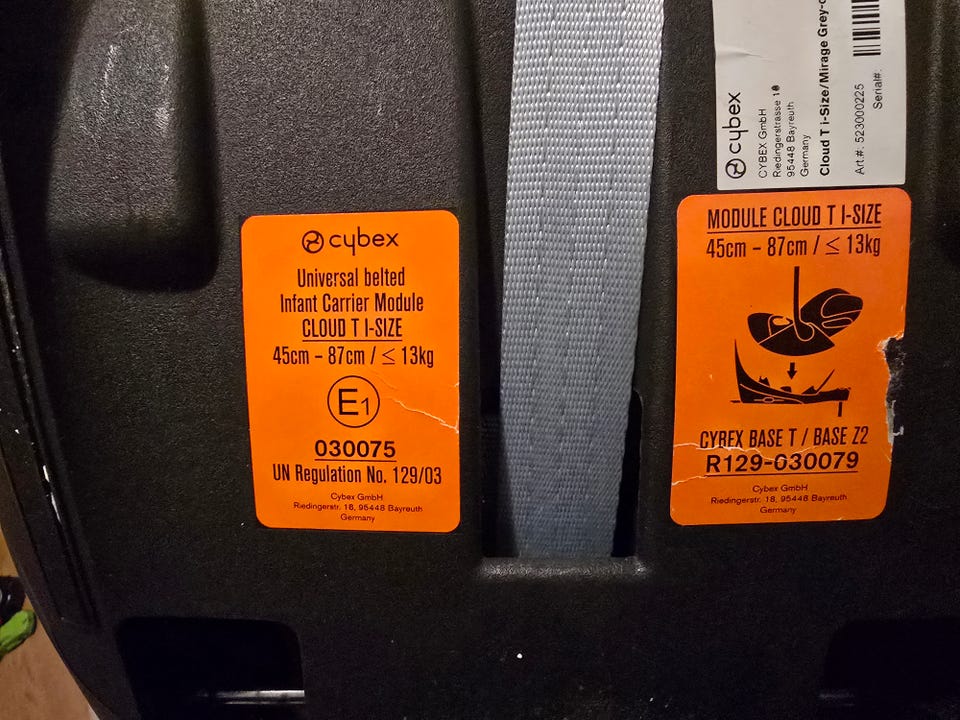 cybex
Universal belted
Infant Carrier Module
CLOUD T I-SIZE
45cm – 87cm / ≤ 13kg
E1
030075
UN Regulation No. 129/03
Cybex GmbH
Riedingerstr. 18, 95448 Bayreuth
Germany
cybex
CYBEX GmbH
Riedingerstrasse 18
95448 Bayreuth
Germany
Cloud T i-Size/Mirage Grey-
Art.#: 523000225
Serial#:
MODULE CLOUD T I-SIZE
45cm – 87cm / ≤ 13kg
CYBEX BASE T / BASE Z2
R129-030079
Cybex GmbH
Riedingerstr. 18, 95448 Bayreuth
Germany